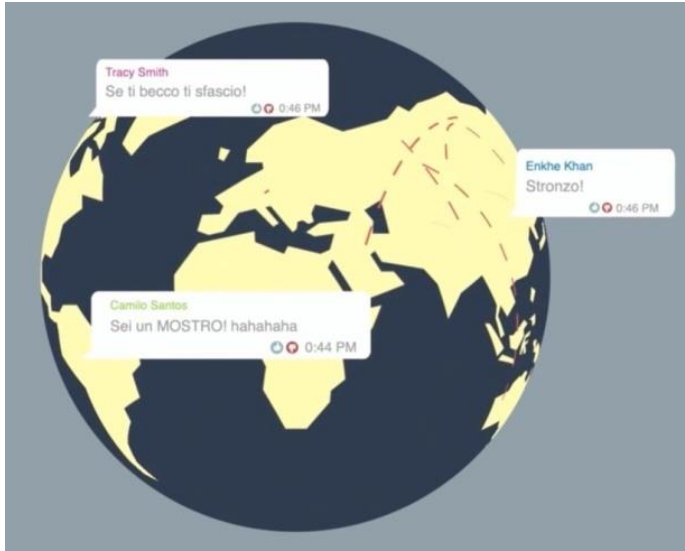 Tracy Smith
Se ti becco ti sfascio!
0:46 PM
Enkhe Khan
Stronzo!
0:46 PM
Camilo Santos
Sei un MOSTRO! hahahaha
0:44 PM